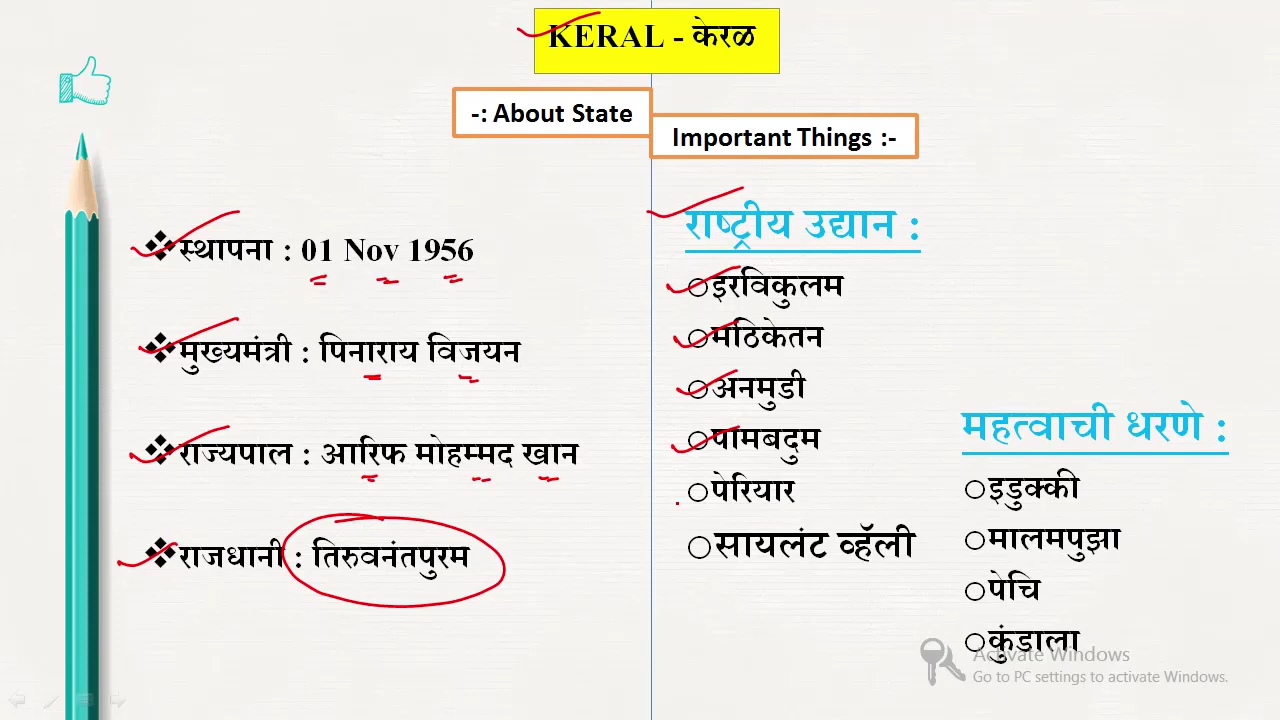 KERAL - केरळ
-: About State
Important Things :-
स्थापना : 01 Nov 1956
मुख्यमंत्री : पिनाराय विजयन
राज्यपाल : आरिफ मोहम्मद खान
राजधानी : तिरुवनंतपुरम
राष्ट्रीय उद्यान :
इरविकुलम
मठिकेतन
अनमुडी
पामबदुम
पेरियार
सायलंट व्हॅली
महत्वाची धरणे :
इडुक्की
मालमपुझा
पेचि
कुंडाला
Activate Windows
Go to PC settings to activate Windows.